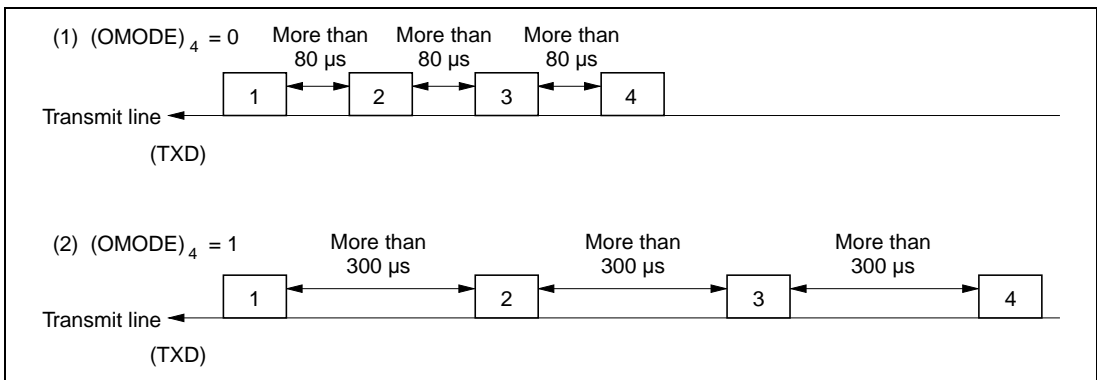 (1) (OMODE)4 = 0
More than 80 µs
More than 80 µs
More than 80 µs
1 2 3 4
Transmit line
(TXD)
(2) (OMODE)4 = 1
More than 300 µs
More than 300 µs
More than 300 µs
1 2 3 4
Transmit line
(TXD)